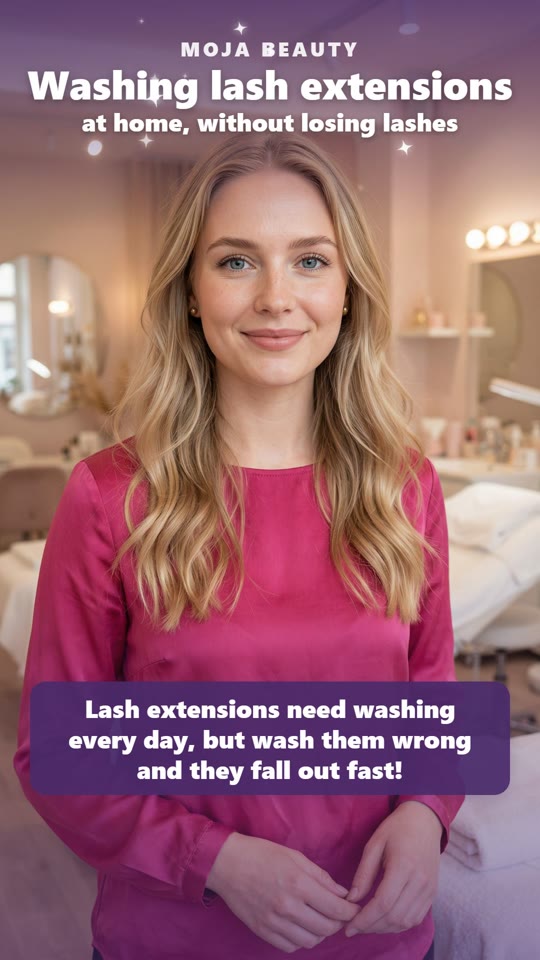 MOJA BEAUTY
Washing lash extensions
at home, without losing lashes
Lash extensions need washing
every day, but wash them wrong
and they fall out fast!